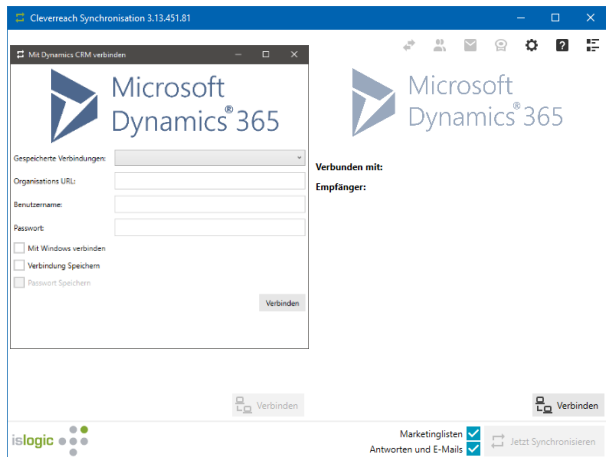 Cleverreach Synchronisation 3.13.451.81
Mit Dynamics CRM verbinden
Microsoft
Dynamics® 365
Gespeicherte Verbindungen:
Organisations URL:
Benutzername:
Passwort:
Mit Windows verbinden
Verbindung Speichern
Passwort Speichern
Verbinden
Microsoft
Dynamics® 365
Verbunden mit:
Empfänger:
Verbinden
Verbinden
islogic
Marketinglisten
Antworten und E-Mails
Jetzt Synchronisieren